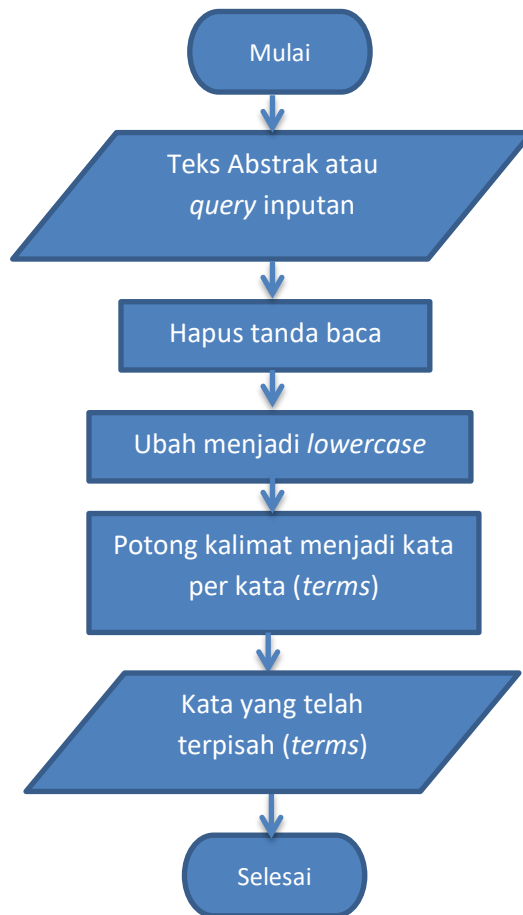 Mulai
Teks Abstrak atau
query inputan
Hapus tanda baca
Ubah menjadi lowercase
Potong kalimat menjadi kata
per kata (terms)
Kata yang telah
terpisah (terms)
Selesai